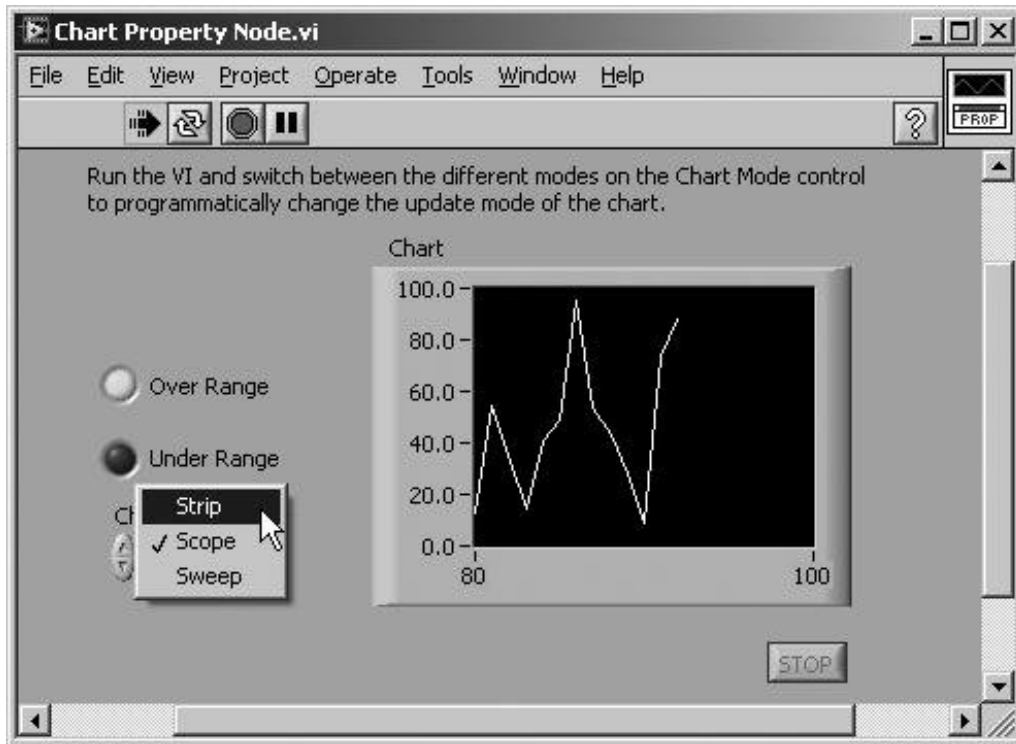 Chart Property Node.vi
File Edit View Project Operate Tools Window Help
PROP
Run the VI and switch between the different modes on the Chart Mode control
to programmatically change the update mode of the chart.
Chart
100.0
80.0
60.0
40.0
20.0
0.0
80 100
Over Range
Under Range
Strip
✓ Scope
Sweep
STOP